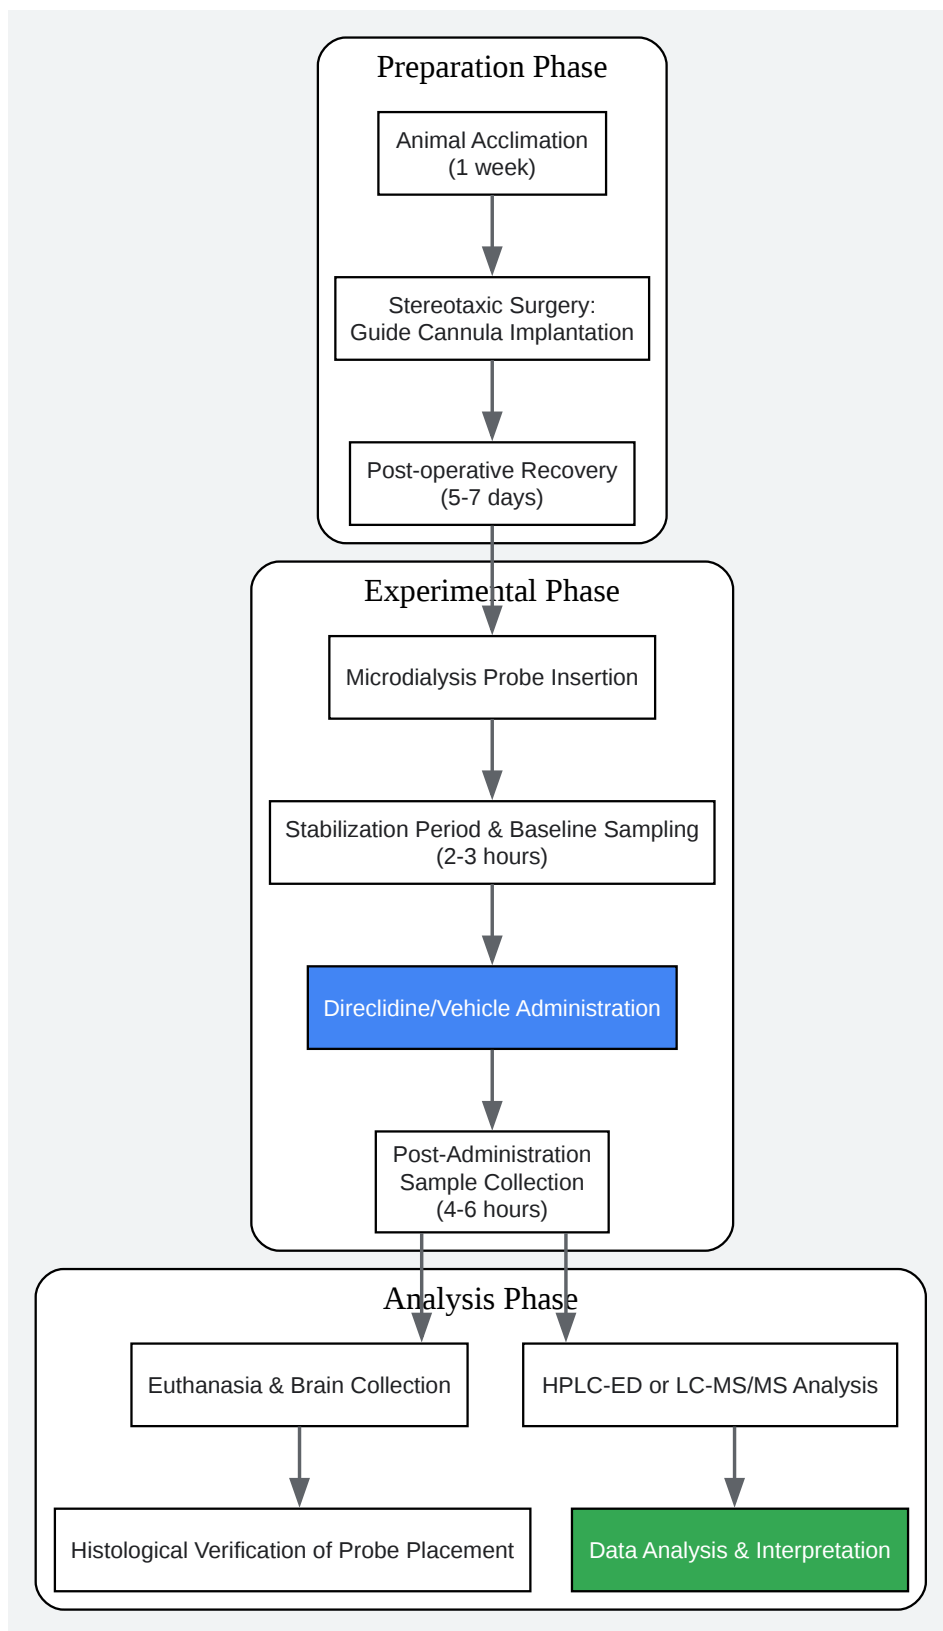 Preparation Phase
Animal Acclimation
(1 week)
Stereotaxic Surgery:
Guide Cannula Implantation
Post-operative Recovery
(5-7 days)
Experimental Phase
Microdialysis Probe Insertion
Stabilization Period & Baseline Sampling
(2-3 hours)
Direclidine/Vehicle Administration
Post-Administration
Sample Collection
(4-6 hours)
Analysis Phase
Euthanasia & Brain Collection
HPLC-ED or LC-MS/MS Analysis
Histological Verification of Probe Placement
Data Analysis & Interpretation